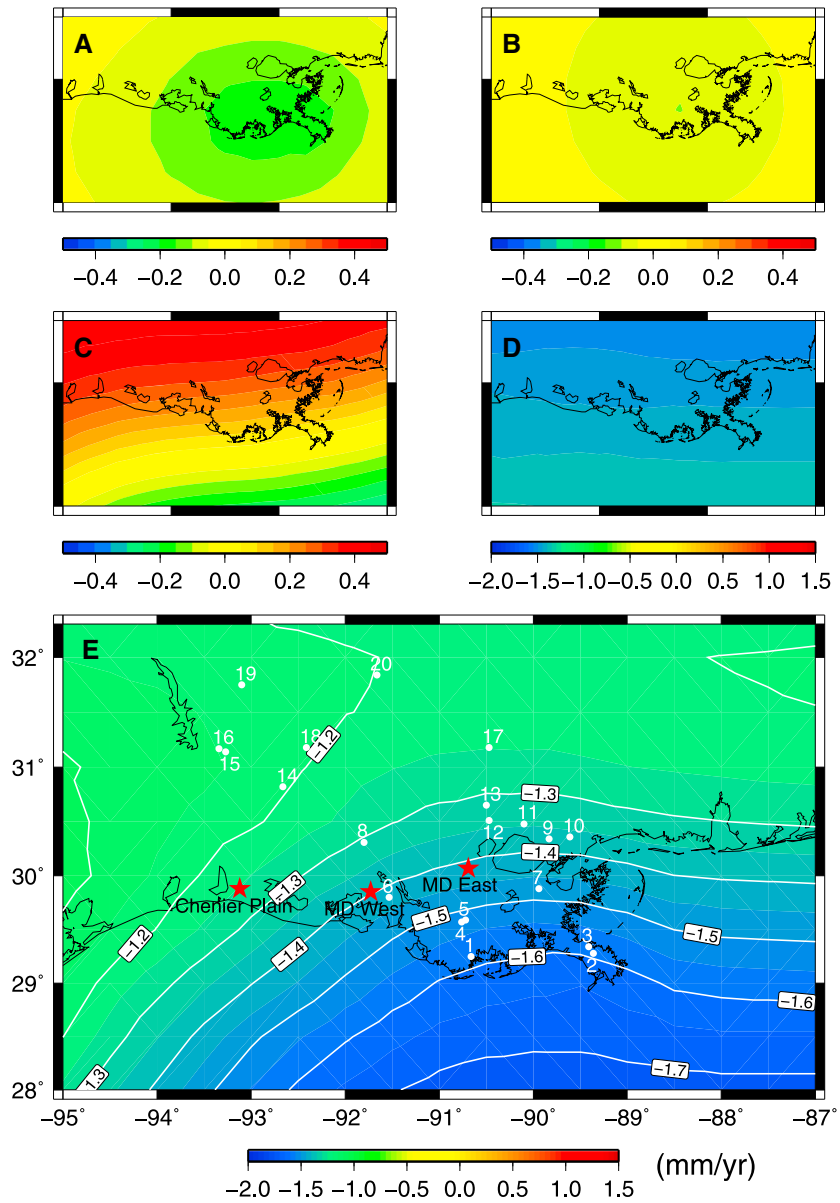 A
B
−0.4 −0.2 0.0 0.2 0.4
−0.4 −0.2 0.0 0.2 0.4
C
D
−0.4 −0.2 0.0 0.2 0.4
−2.0 −1.5 −1.0 −0.5 0.0 0.5 1.0 1.5
E
32°
31°
30°
29°
28°
19
20
16
15
18
14
17
−1.2
−1.3
13
12
11
9
10
8
−1.4
Chenier Plain
MD West
6
MD East
7
−1.3
−1.2
−1.4
−1.5
5
4
1
3
2
−1.6
−1.5
−1.6
−1.7
1.3
−95 −94 −93 −92 −91 −90 −89 −88 −87°
−2.0 −1.5 −1.0 −0.5 0.0 0.5 1.0 1.5 (mm/yr)